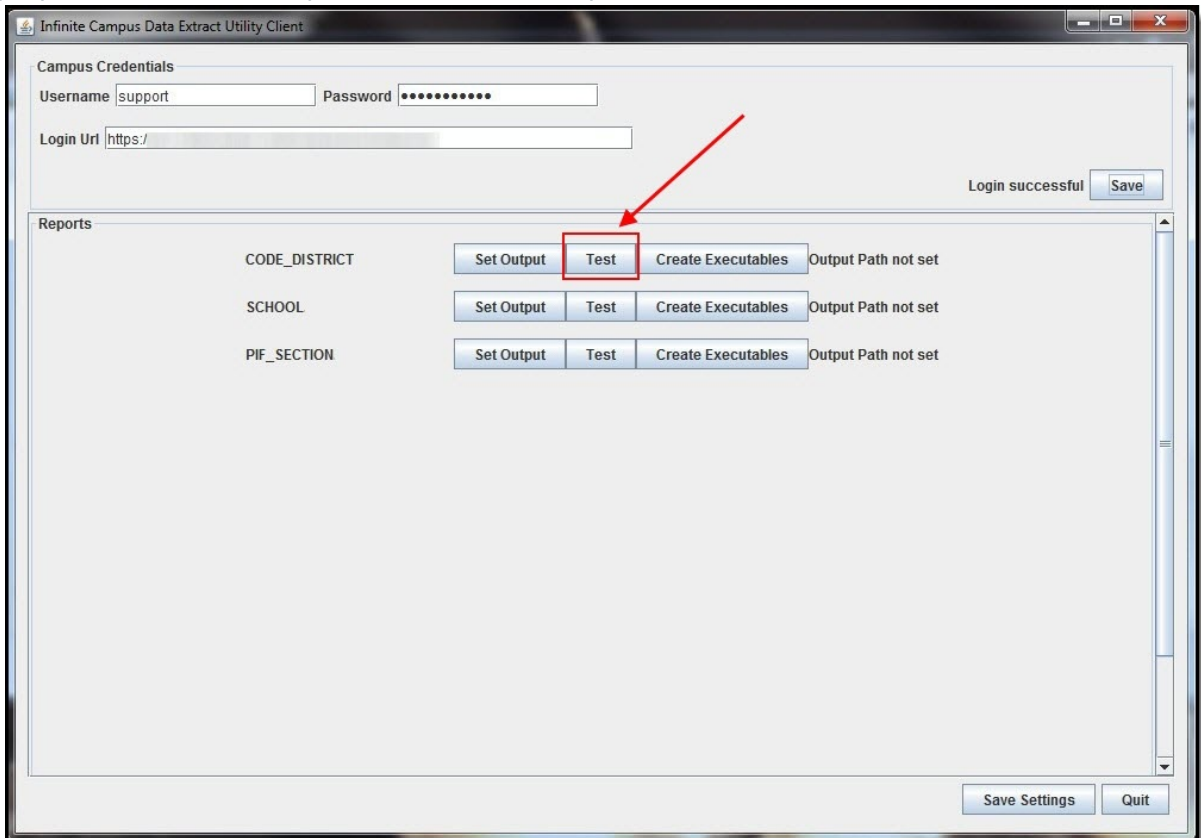 Infinite Campus Data Extract Utility Client
Campus Credentials
Username support Password •••••••••••
Login Url https:/
Login successful Save
Reports
CODE_DISTRICT Set Output Test Create Executables Output Path not set
SCHOOL Set Output Test Create Executables Output Path not set
PIF_SECTION Set Output Test Create Executables Output Path not set
Save Settings Quit